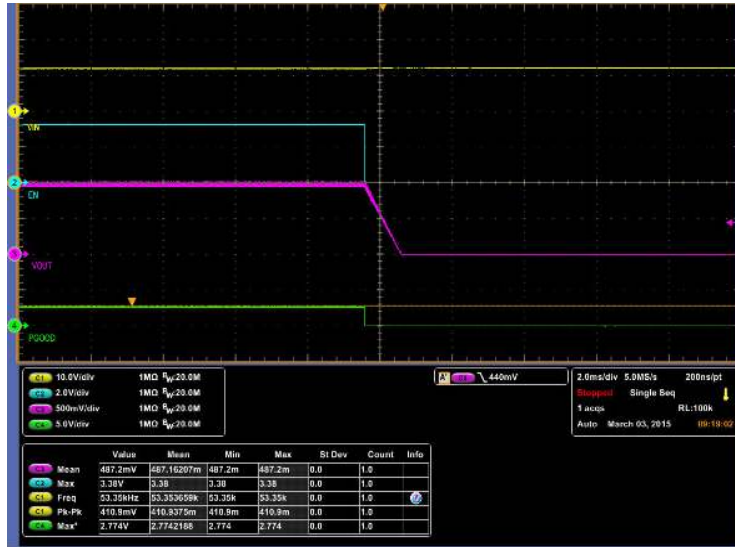 1
VIN
2
EN
3
VOUT
4
PGOOD
C1 10.0V/div 1MΩ BW:20.0M
C2 2.0V/div 1MΩ BW:20.0M
C3 500mV/div 1MΩ BW:20.0M
C4 5.0V/div 1MΩ BW:20.0M
A' C3 440mV
2.0ms/div 5.0MS/s 200ns/pt
Stopped Single Seq
1 acqs RL:100k
Auto March 03, 2015 09:19:02
Value Mean Min Max St Dev Count Info
C3 Mean 487.2mV 487.16207m 487.2m 487.2m 0.0 1.0
C2 Max 3.38V 3.38 3.38 3.38 0.0 1.0
C1 Freq 53.35kHz 53.353659k 53.35k 53.35k 0.0 1.0
C1 Pk-Pk 410.9mV 410.9375m 410.9m 410.9m 0.0 1.0
C4 Max* 2.774V 2.7742188 2.774 2.774 0.0 1.0